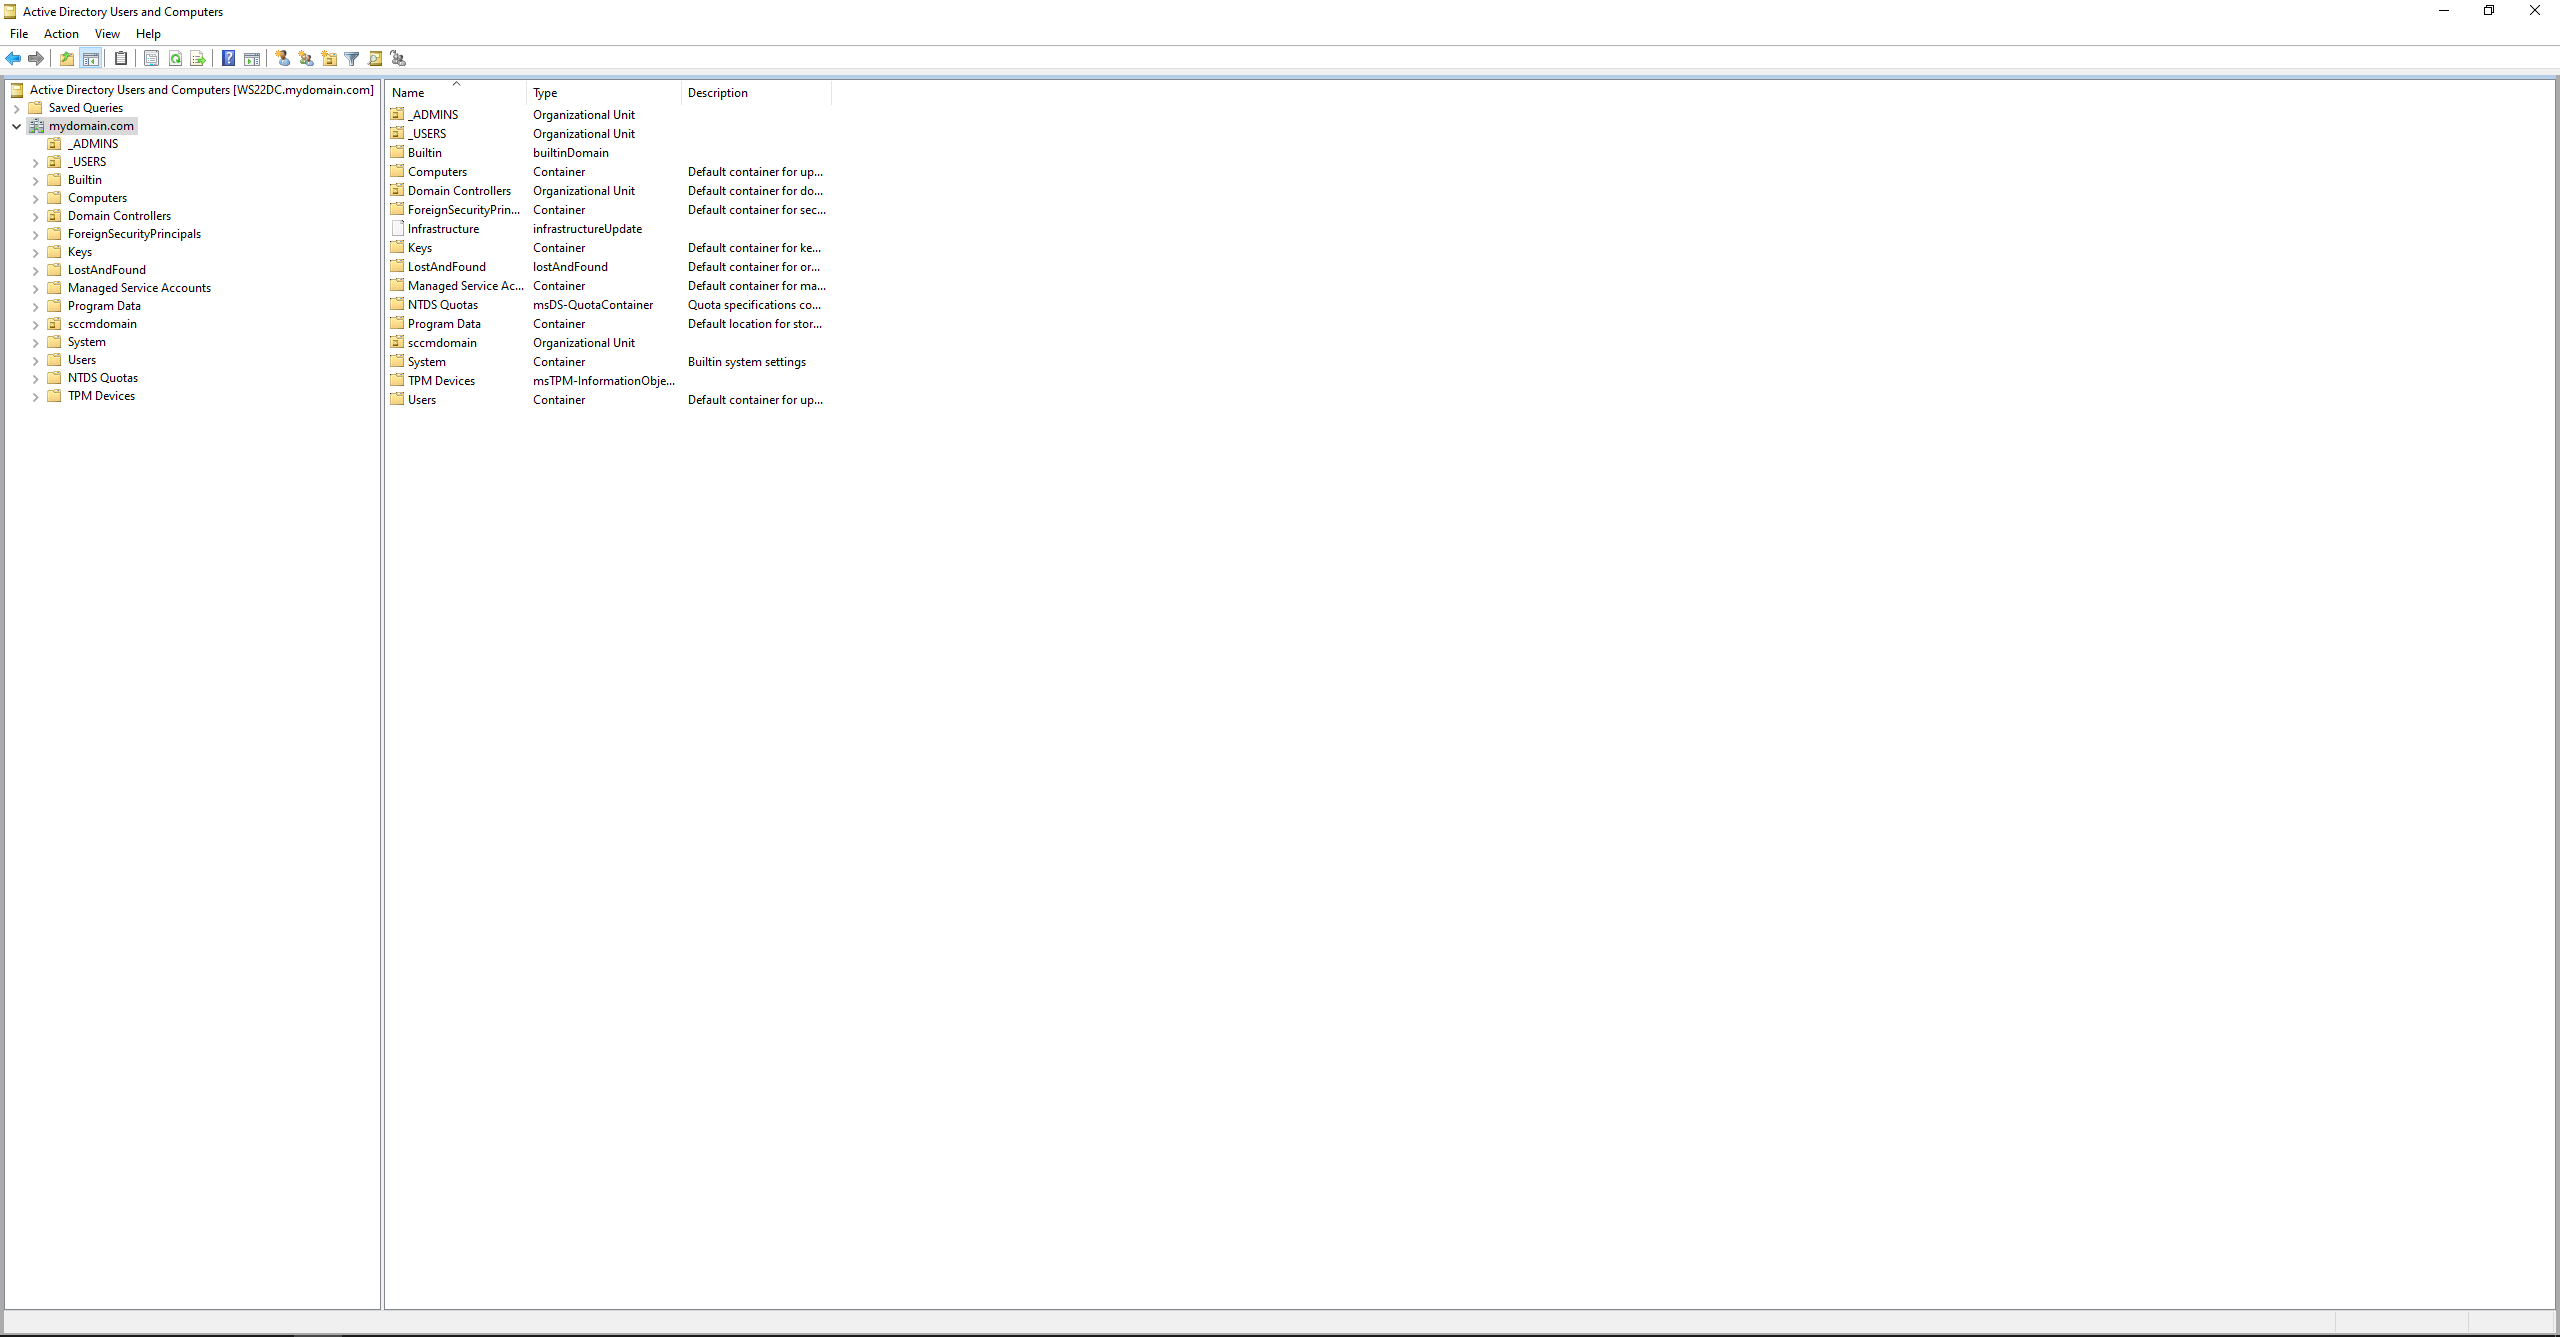 Active Directory Users and Computers
File Action View Help
Active Directory Users and Computers [WS22DC.mydomain.com]
Saved Queries
mydomain.com
_ADMINS
_USERS
Builtin
Computers
Domain Controllers
ForeignSecurityPrincipals
Keys
LostAndFound
Managed Service Accounts
Program Data
sccmdomain
System
Users
NTDS Quotas
TPM Devices
Name Type Description
_ADMINS Organizational Unit
_USERS Organizational Unit
Builtin builtinDomain
Computers Container Default container for up...
Domain Controllers Organizational Unit Default container for do...
ForeignSecurityPrin... Container Default container for sec...
Infrastructure infrastructureUpdate
Keys Container Default container for ke...
LostAndFound lostAndFound Default container for or...
Managed Service Ac... Container Default container for ma...
NTDS Quotas msDS-QuotaContainer Quota specifications co...
Program Data Container Default location for stor...
sccmdomain Organizational Unit
System Container Builtin system settings
TPM Devices msTPM-InformationObje...
Users Container Default container for up...